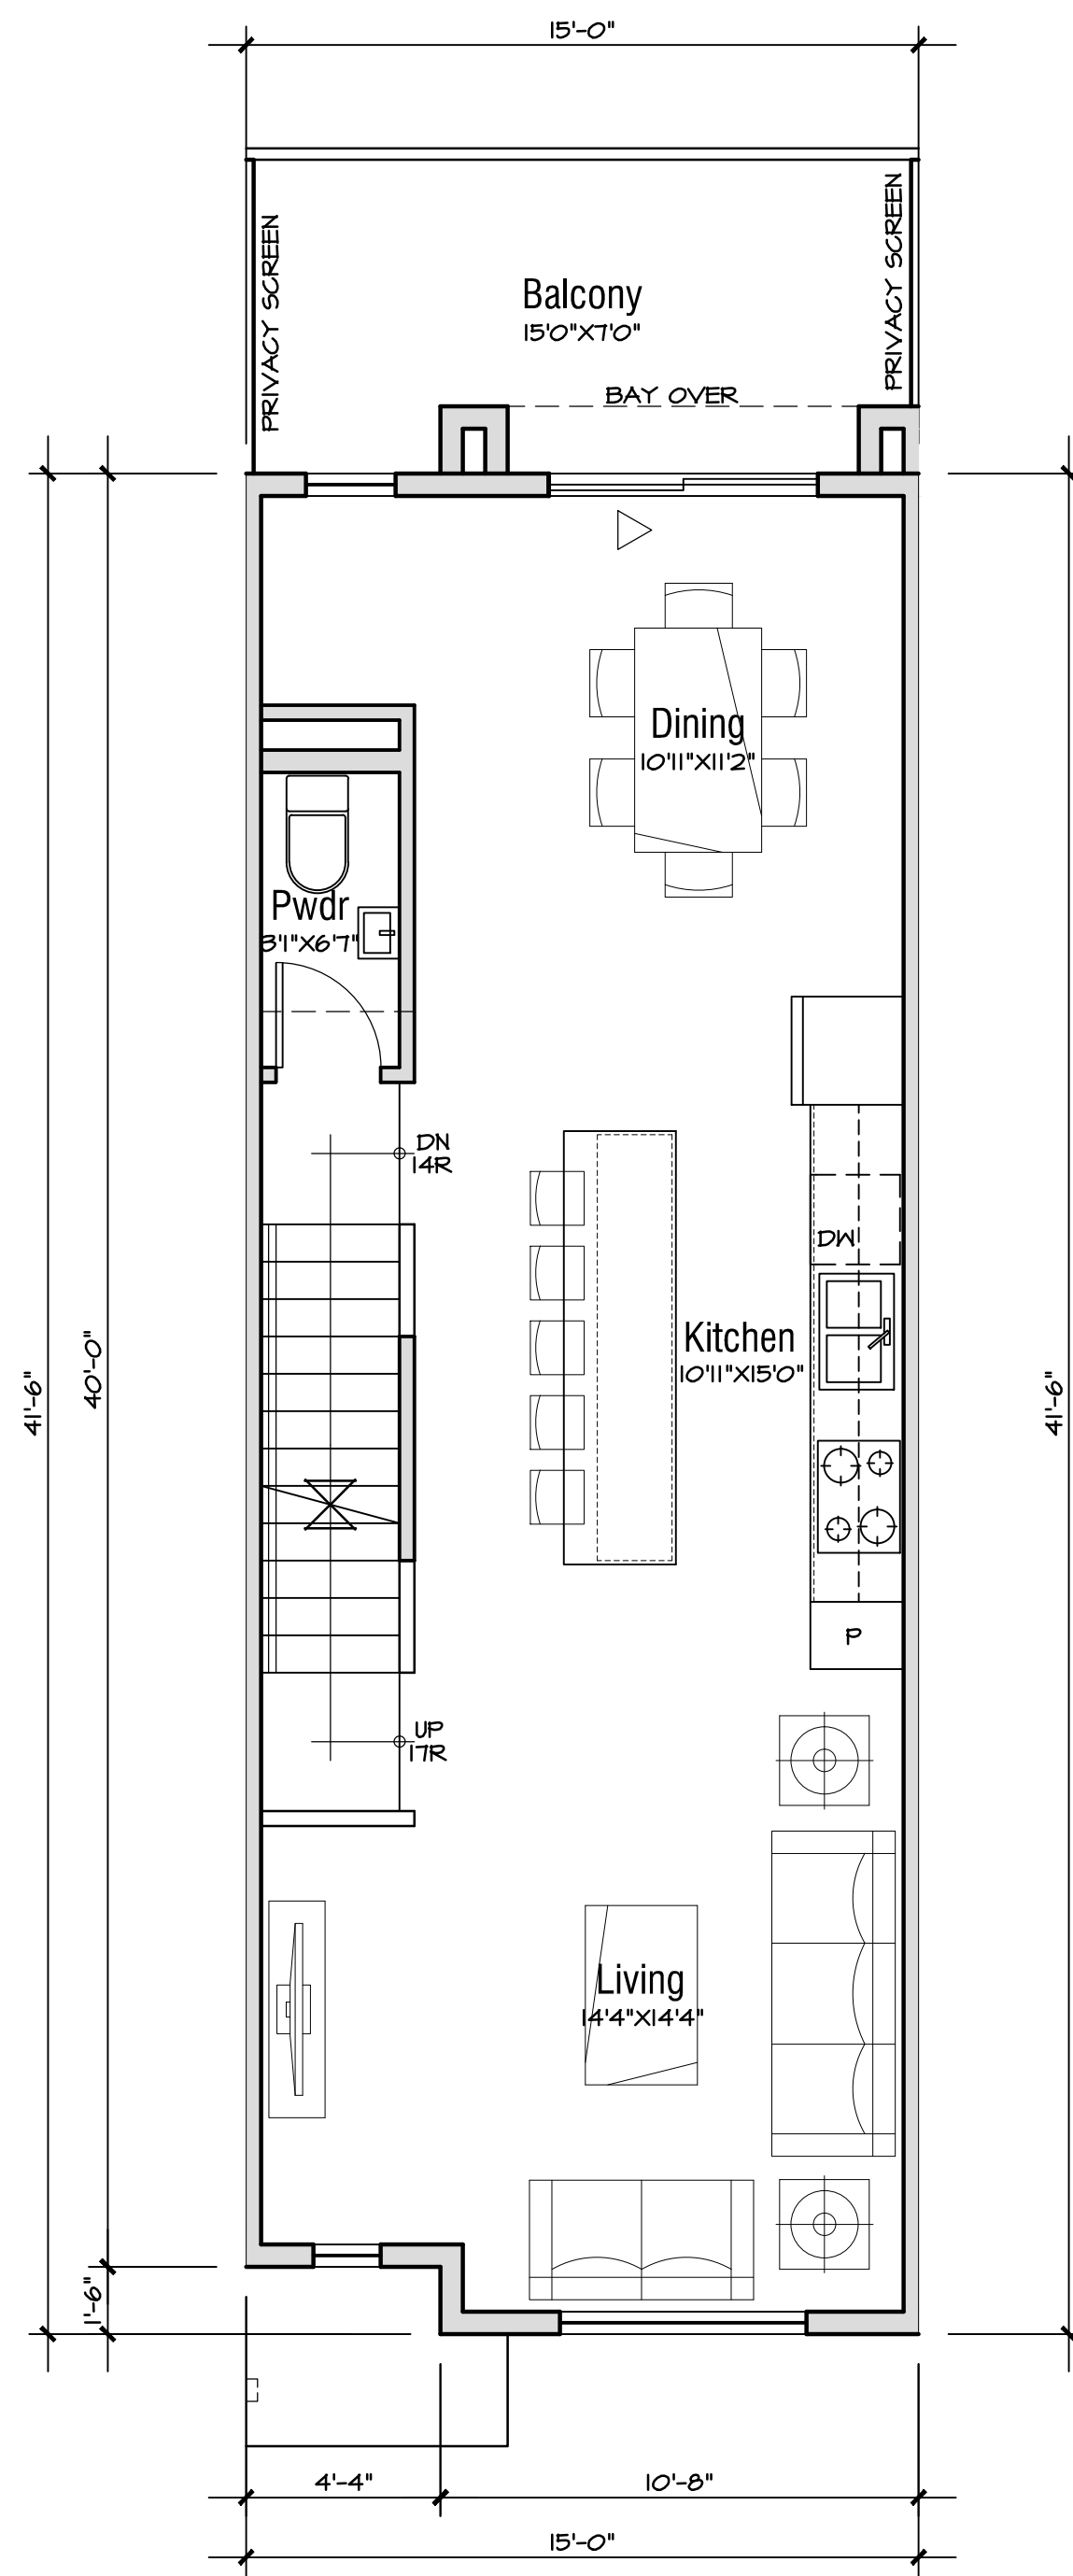 15'-0"
PRIVACY SCREEN
PRIVACY SCREEN
Balcony
15'0"X7'0"
BAY OVER
Dining
10'11"X11'2"
Pwdr
3'1"X6'7"
DN
14R
DW
Kitchen
10'11"X15'0"
41'-6"
40'-0"
41'-6"
P
UP
17R
Living
14'4"X14'4"
1'-6"
4'-4"
10'-8"
15'-0"